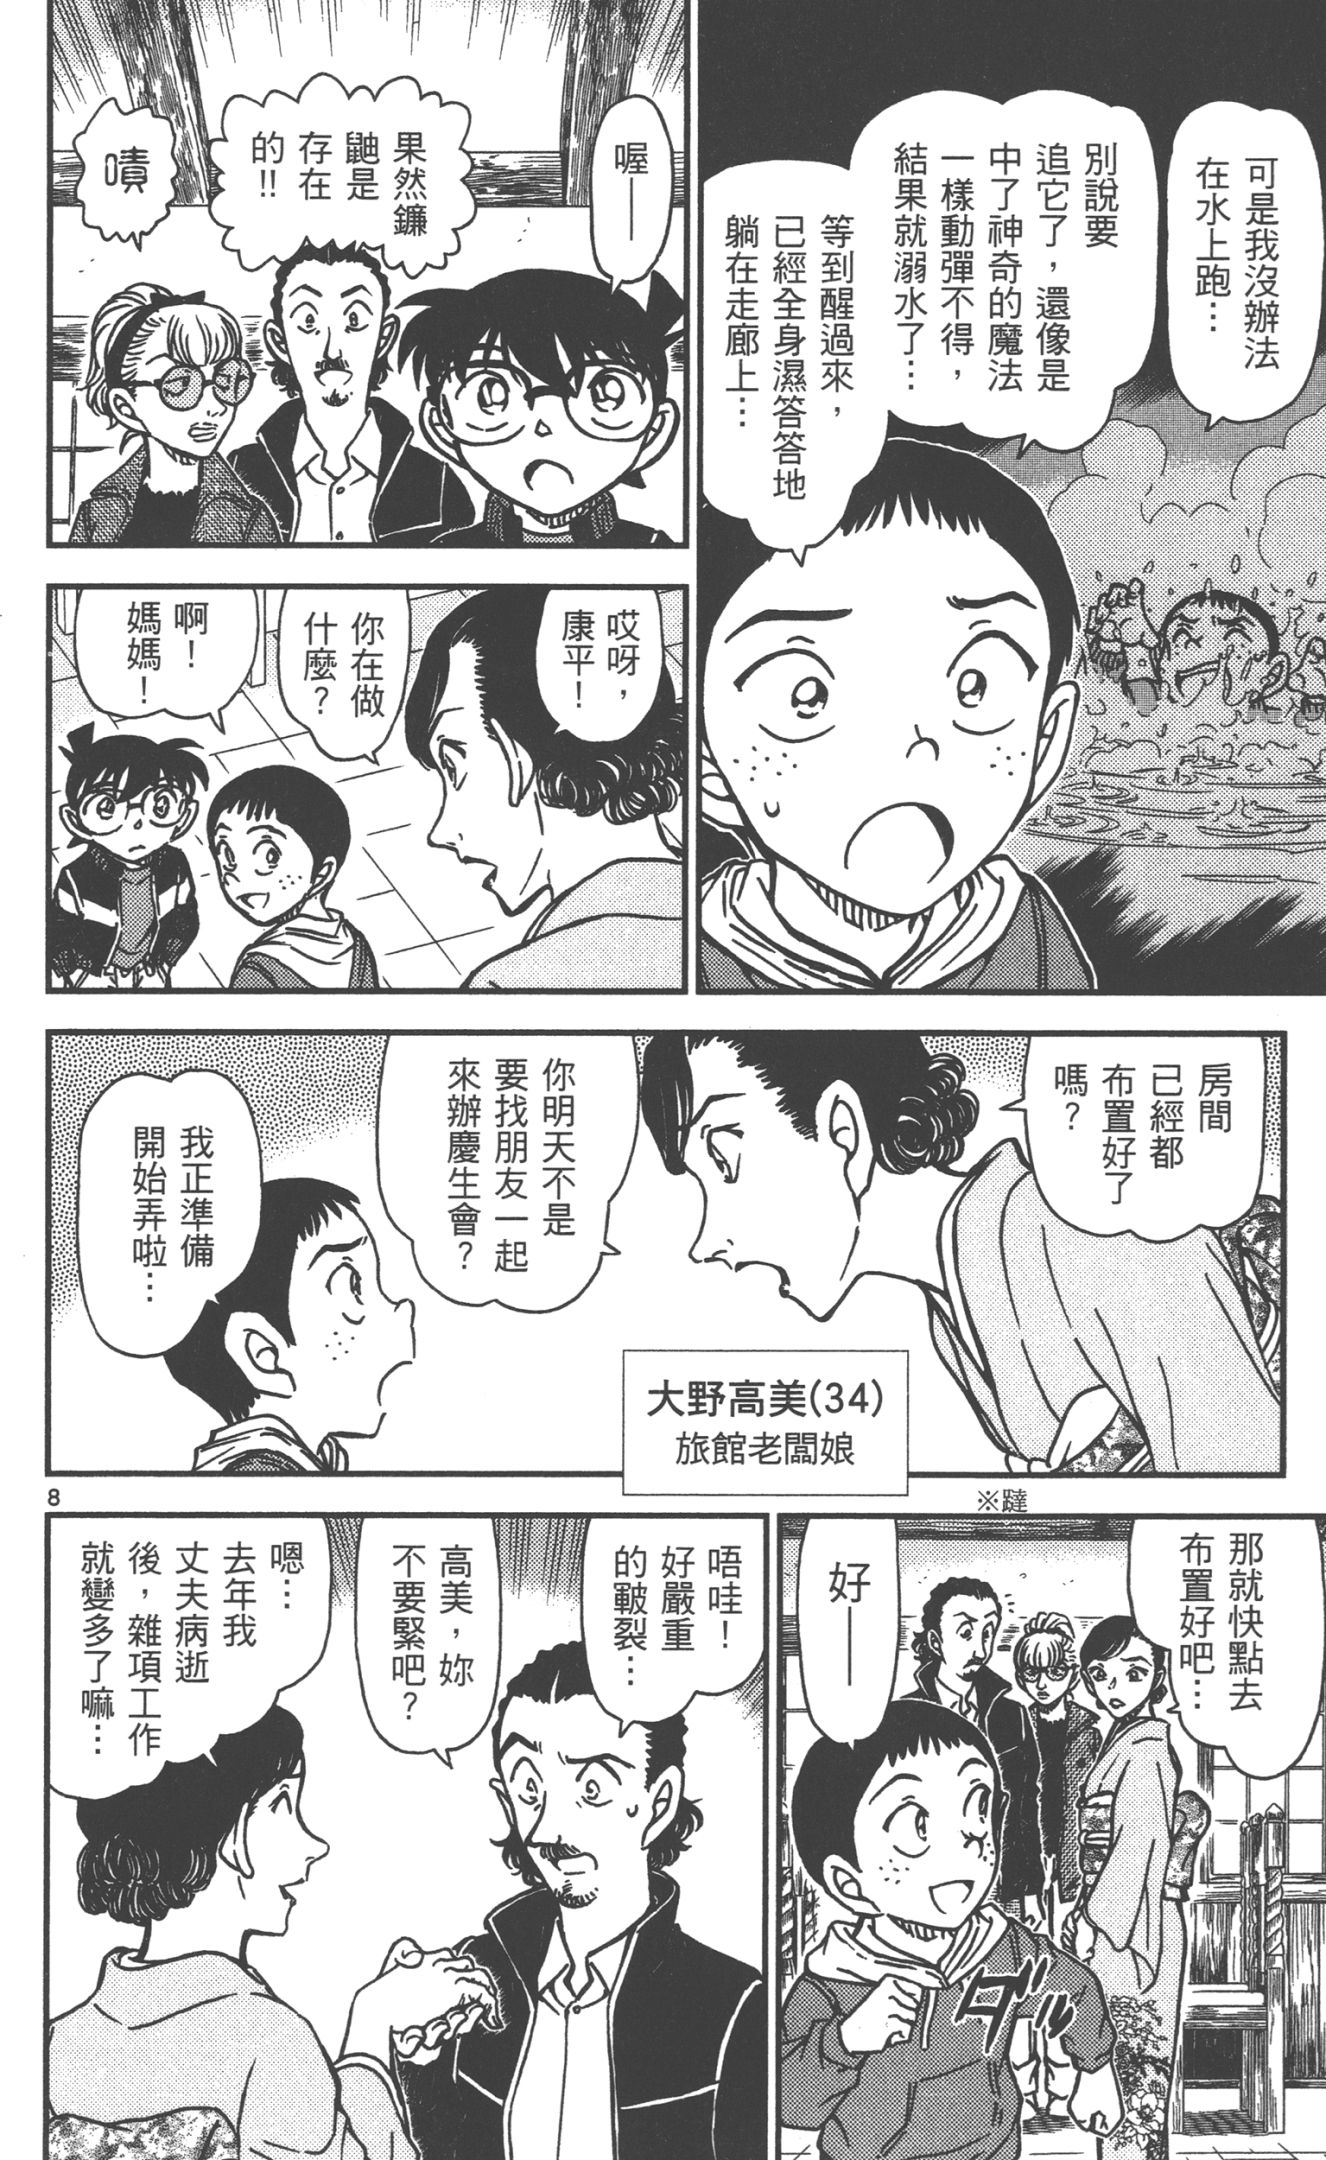 可是我沒辦法
在水上跑…
別說要
追它了，還像是
中了神奇的魔法
一樣動彈不得，
結果就溺水了…
等到醒過來，
已經全身濕答答地
躺在走廊上…
喔──
果然鐮
鼬是
存在
的!!
嘖
哎呀，
康平！
你在做
什麼？
啊！
媽媽！
房間
已經都
布置好了
嗎？
你明天不是
要找朋友一起
來辦慶生會？
我正準備
開始弄啦…
大野高美(34)
旅館老闆娘
8
※躂
那就快點去
布置好吧…
好──
ダッ
唔哇！
好嚴重
的皸裂…
高美，妳
不要緊吧？
嗯…
去年我
丈夫病逝
後，雜項工作
就變多了嘛…